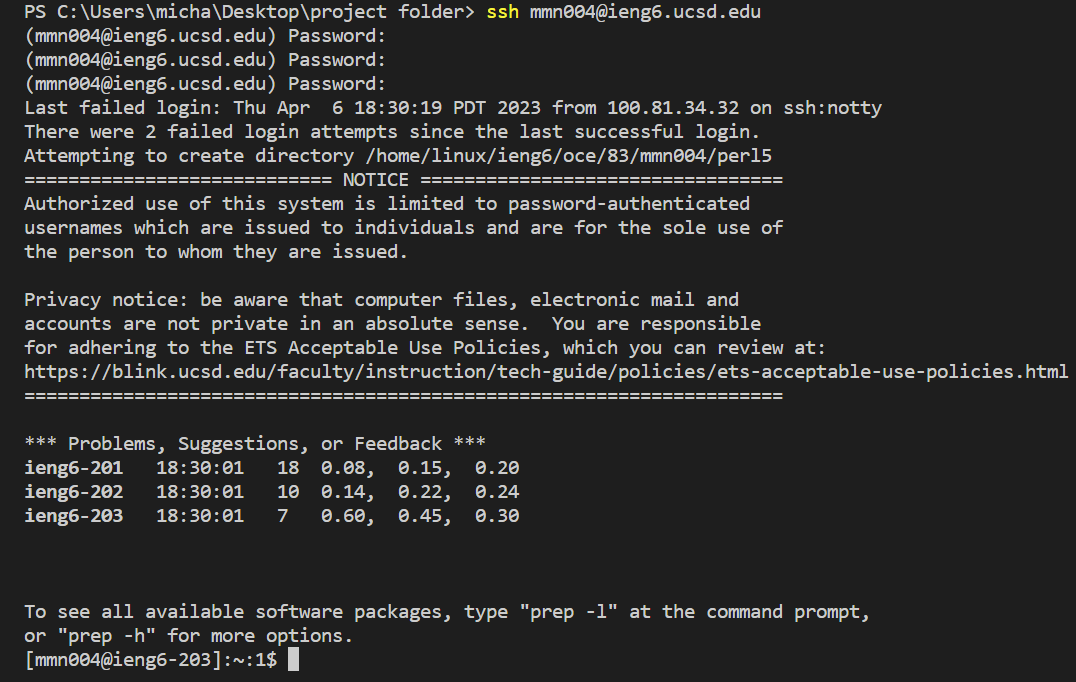 PS C:\Users\micha\Desktop\project folder> ssh mmn004@ieng6.ucsd.edu
(mmn004@ieng6.ucsd.edu) Password:
(mmn004@ieng6.ucsd.edu) Password:
(mmn004@ieng6.ucsd.edu) Password:
Last failed login: Thu Apr  6 18:30:19 PDT 2023 from 100.81.34.32 on ssh:notty
There were 2 failed login attempts since the last successful login.
Attempting to create directory /home/linux/ieng6/oce/83/mmn004/perl5
============================ NOTICE =================================
Authorized use of this system is limited to password-authenticated
usernames which are issued to individuals and are for the sole use of
the person to whom they are issued.

Privacy notice: be aware that computer files, electronic mail and
accounts are not private in an absolute sense.  You are responsible
for adhering to the ETS Acceptable Use Policies, which you can review at:
https://blink.ucsd.edu/faculty/instruction/tech-guide/policies/ets-acceptable-use-policies.html
=====================================================================

*** Problems, Suggestions, or Feedback ***
ieng6-201   18:30:01   18  0.08,  0.15,  0.20
ieng6-202   18:30:01   10  0.14,  0.22,  0.24
ieng6-203   18:30:01   7   0.60,  0.45,  0.30

To see all available software packages, type "prep -l" at the command prompt,
or "prep -h" for more options.
[mmn004@ieng6-203]:~:1$